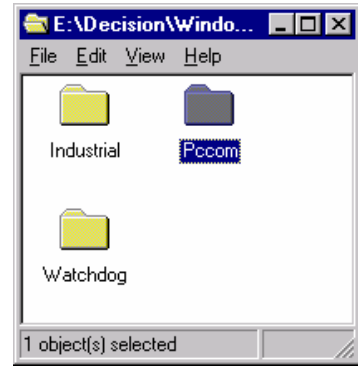 E:\Decision\Windo...
File Edit View Help
Industrial Pccom
Watchdog
1 object(s) selected